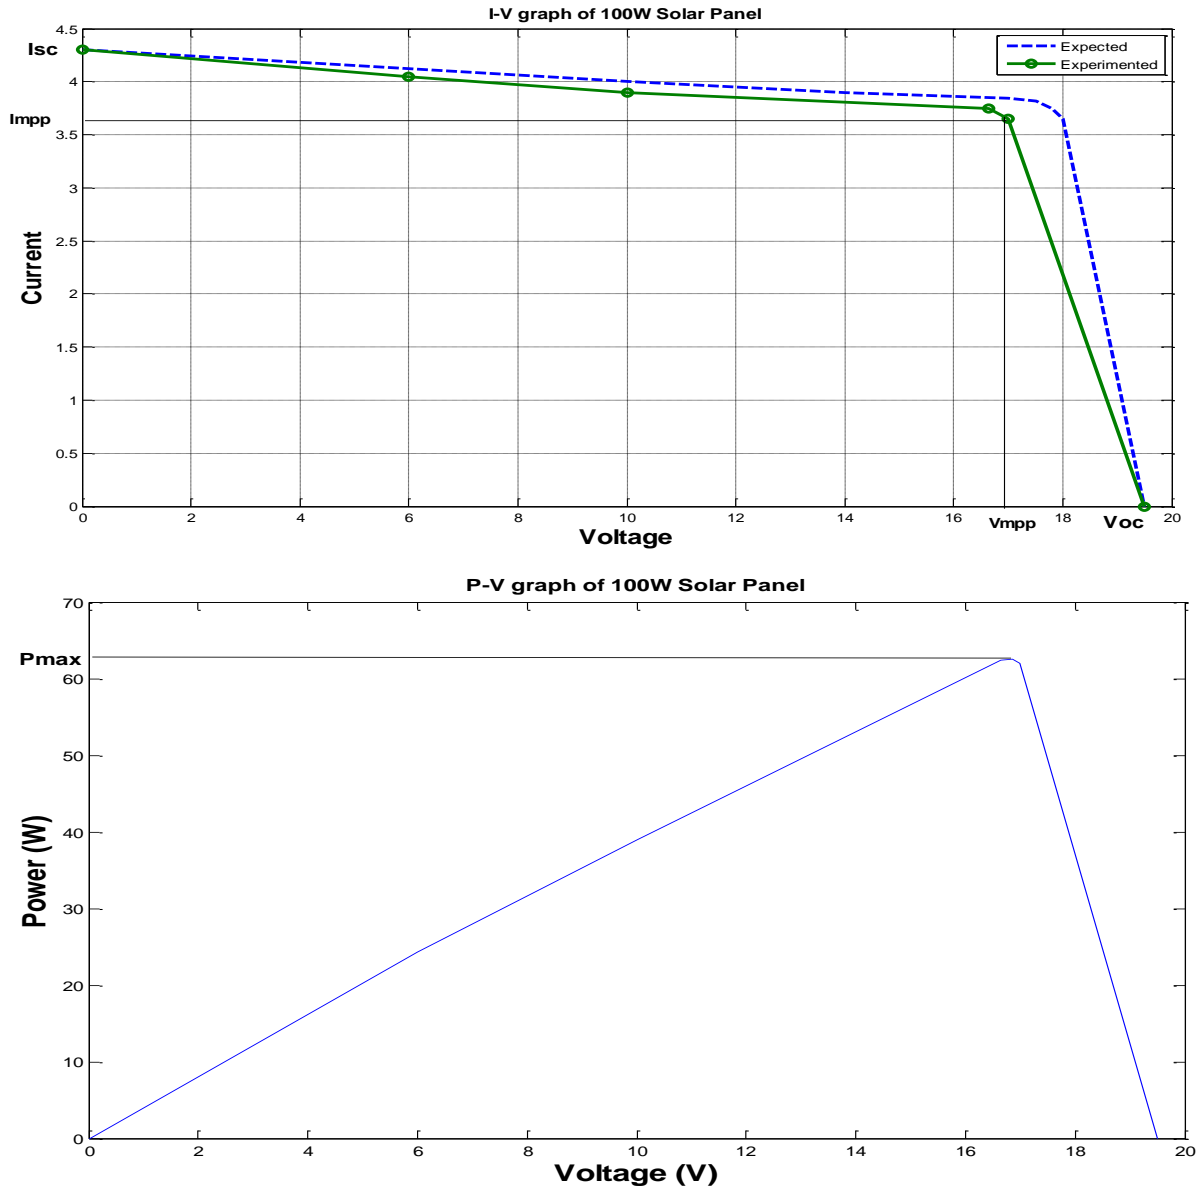 I-V graph of 100W Solar Panel
4.5
Isc
4
Impp
3.5
3
2.5
2
1.5
1
0.5
0
Current
Expected
Experimented
0 2 4 6 8 10 12 14 16 18 20
Vmpp
Voc
Voltage
P-V graph of 100W Solar Panel
70
Pmax
60
50
40
30
20
10
0
Power (W)
0 2 4 6 8 10 12 14 16 18 20
Voltage (V)